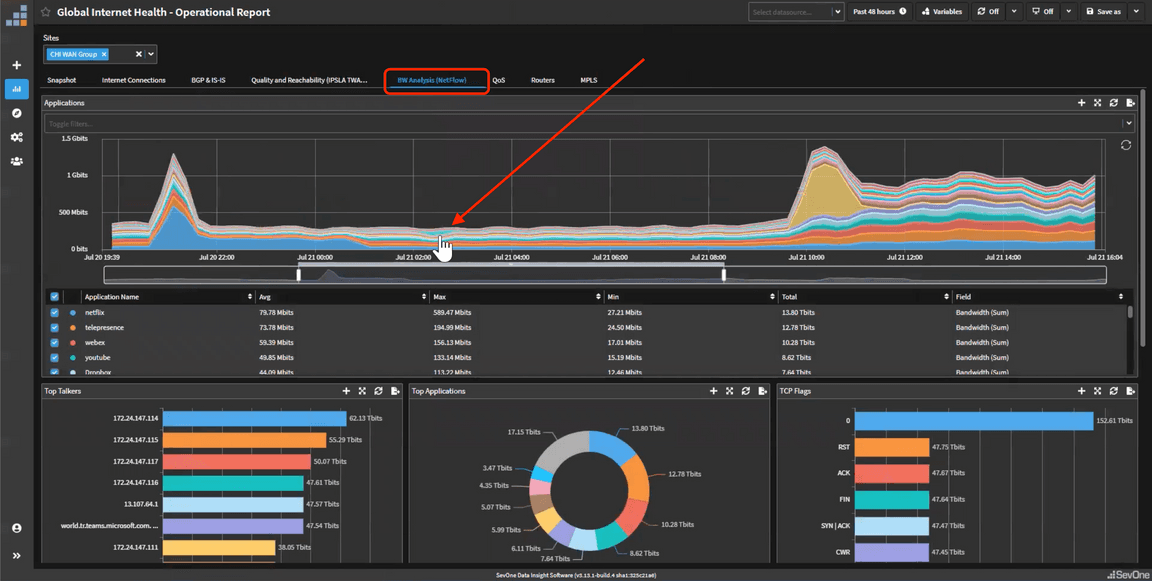 Global Internet Health - Operational Report
Select datasource...
Past 48 hours
Variables
Off
Off
Save as
Sites
CHI WAN Group
Snapshot
Internet Connections
BGP & IS-IS
Quality and Reachability (IPSLA TWA...
BW Analysis (NetFlow)
QoS
Routers
MPLS
Applications
Toggle filters...
1.5 Gbits
1 Gbits
500 Mbits
0 bits
Jul 20 19:39 Jul 20 22:00 Jul 21 00:00 Jul 21 02:00 Jul 21 04:00 Jul 21 06:00 Jul 21 08:00 Jul 21 10:00 Jul 21 12:00 Jul 21 14:00 Jul 21 16:04
Application Name Avg Max Min Total Field
netflix 79.78 Mbits 589.47 Mbits 27.21 Mbits 13.80 Tbits Bandwidth (Sum)
telepresence 73.78 Mbits 194.99 Mbits 24.50 Mbits 12.78 Tbits Bandwidth (Sum)
webex 59.39 Mbits 156.13 Mbits 17.01 Mbits 10.28 Tbits Bandwidth (Sum)
youtube 49.85 Mbits 133.14 Mbits 15.19 Mbits 8.62 Tbits Bandwidth (Sum)
Dropbox 44.09 Mbits 113.22 Mbits 12.46 Mbits 7.64 Tbits Bandwidth (Sum)
Top Talkers
172.24.147.114 62.13 Tbits
172.24.147.115 55.29 Tbits
172.24.147.117 50.07 Tbits
172.24.147.116 47.61 Tbits
13.107.64.1 47.57 Tbits
world.tr.teams.microsoft.com. ... 47.54 Tbits
172.24.147.111 38.05 Tbits
Top Applications
17.15 Tbits
13.80 Tbits
3.47 Tbits
12.78 Tbits
4.35 Tbits
5.07 Tbits
10.28 Tbits
5.99 Tbits
6.11 Tbits
8.62 Tbits
7.64 Tbits
TCP Flags
0 152.61 Tbits
RST 47.75 Tbits
ACK 47.67 Tbits
FIN 47.64 Tbits
SYN | ACK 47.47 Tbits
CWR 47.45 Tbits
SevOne Data Insight Software (v3.13.1-build.4 sha1:325c21a6)
SevOne